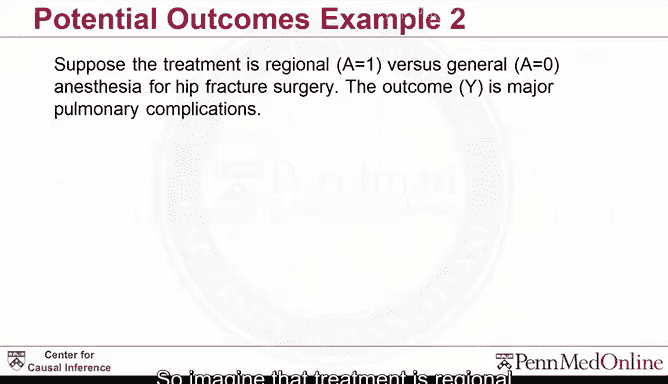 Potential Outcomes Example 2
Suppose the treatment is regional (A=1) versus general (A=0)
anesthesia for hip fracture surgery. The outcome (Y) is major
pulmonary complications.
Center for
Causal Inference
PennMedOnline
So imagine that treatment is regional